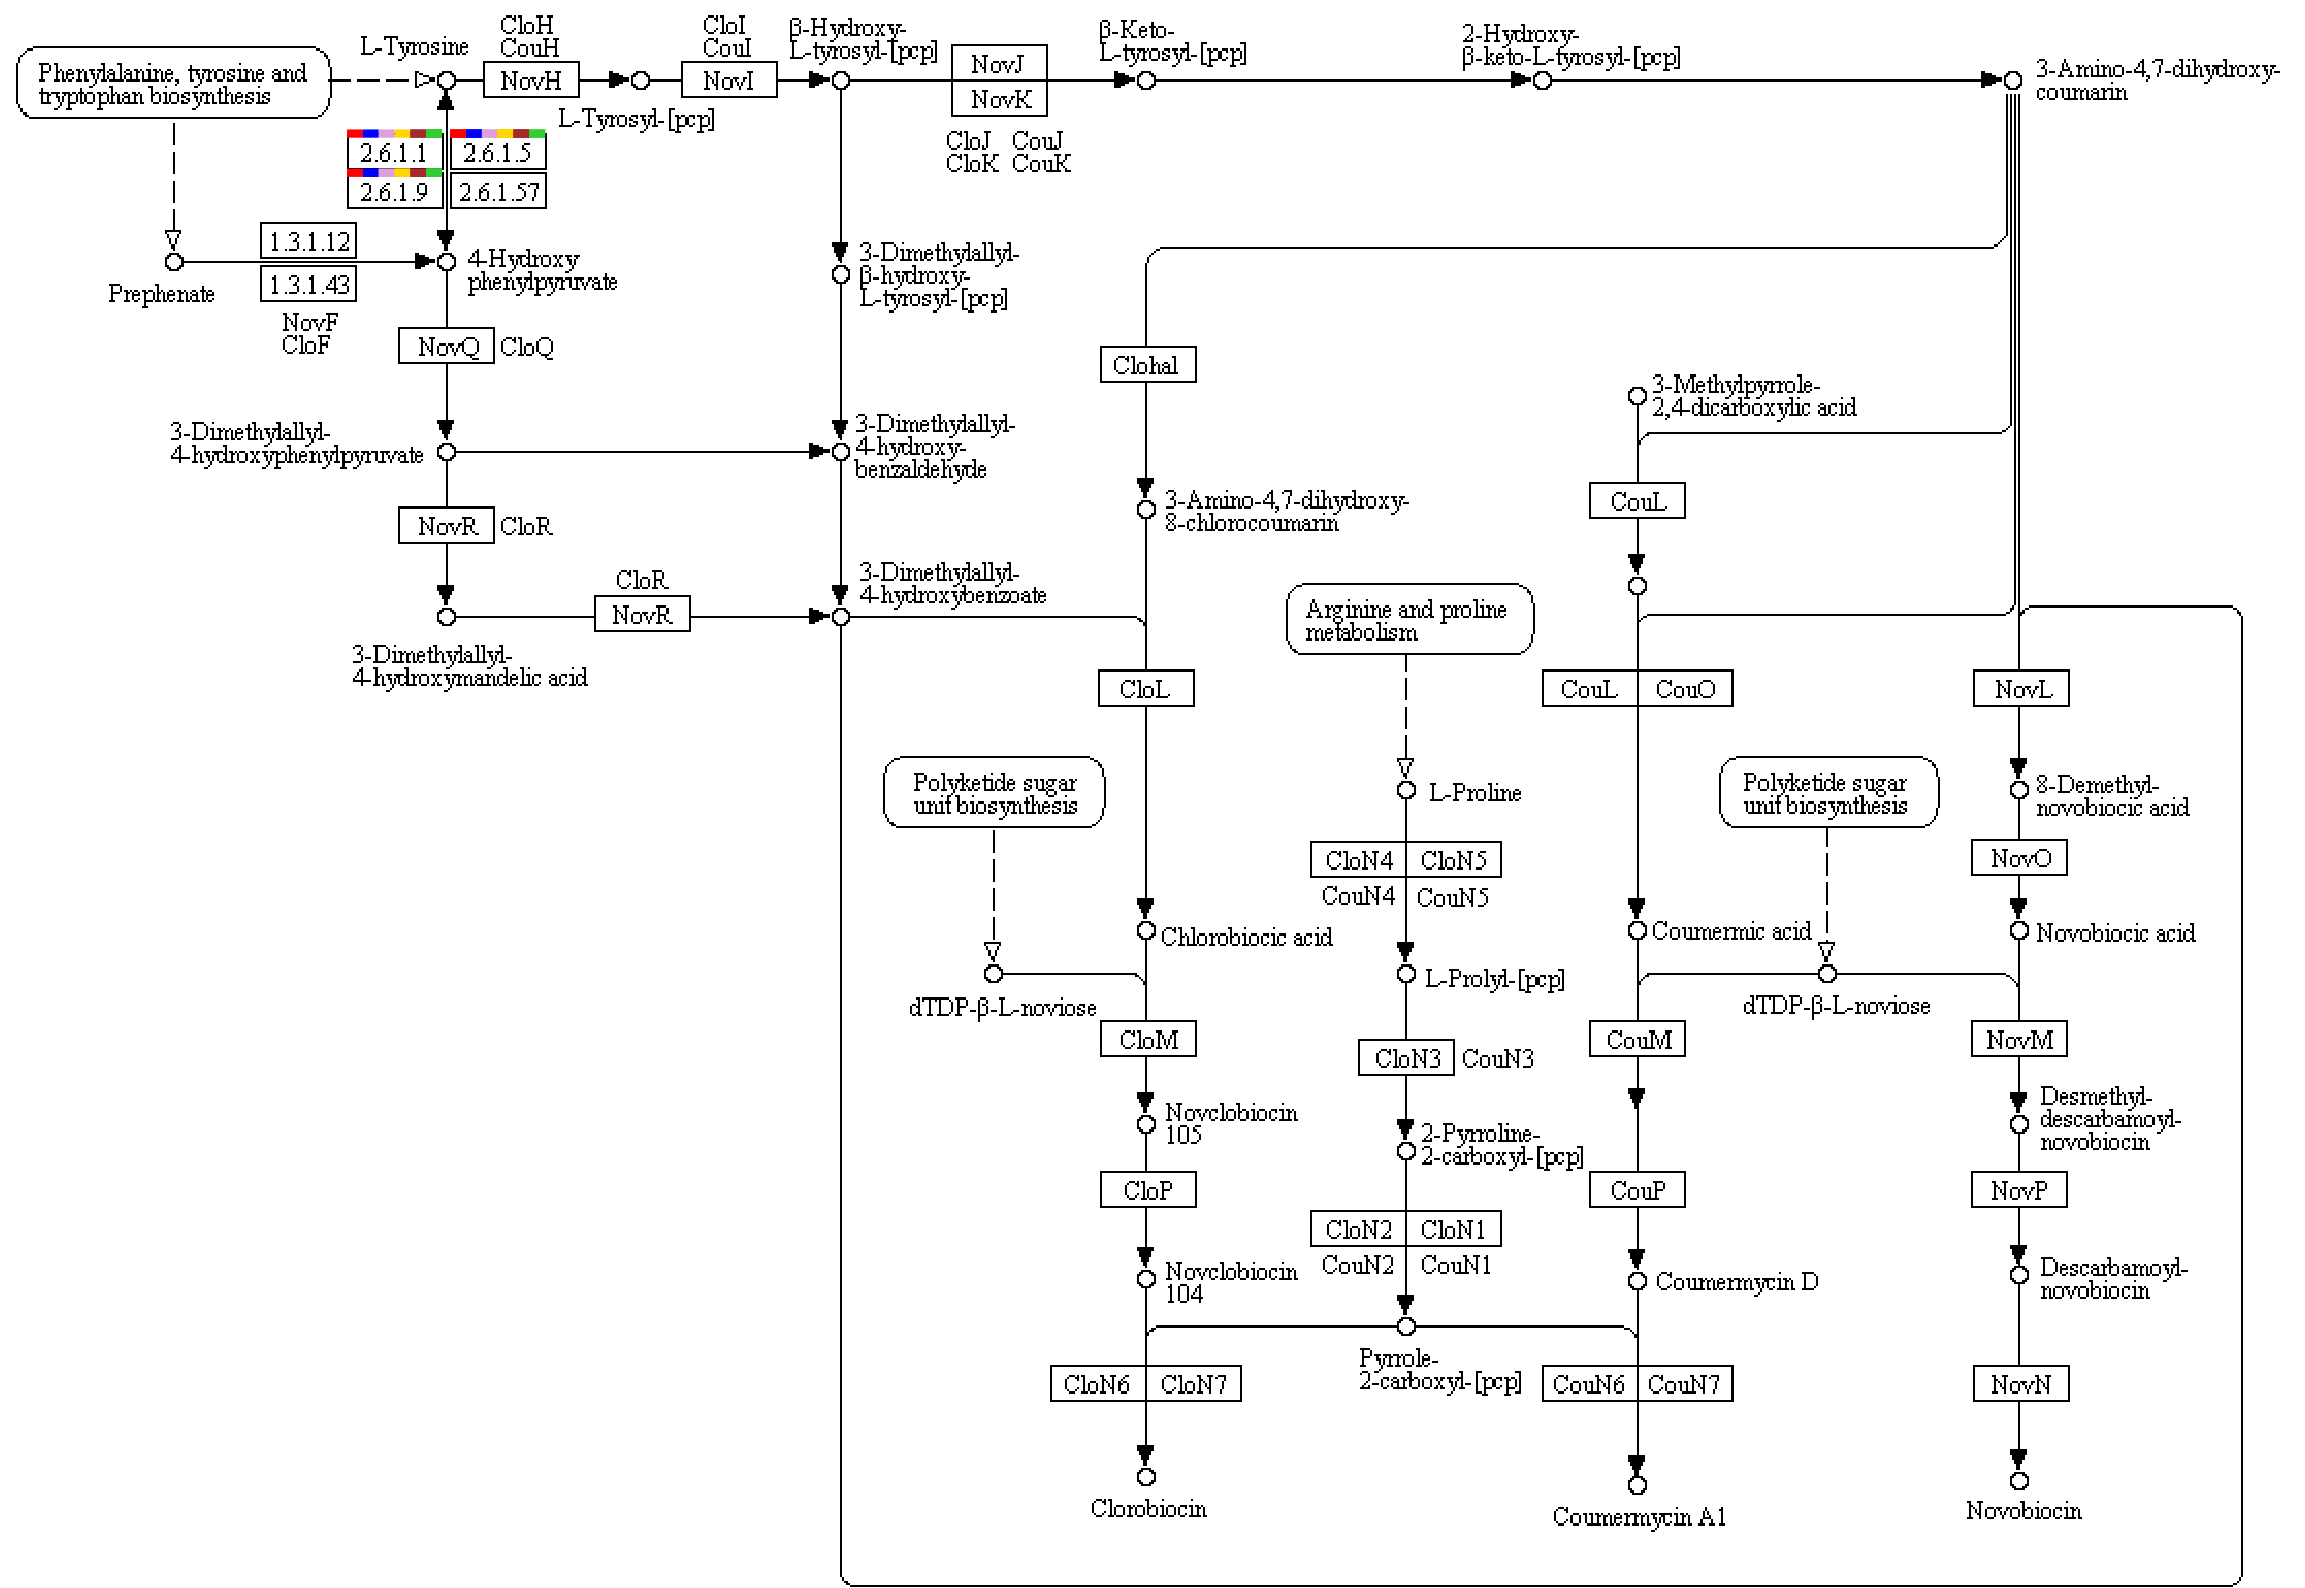 CloH
CouH
NovH
CloI
CouI
NovI
β-Hydroxy-
L-tyrosyl-[pcp]
β-Keto-
L-tyrosyl-[pcp]
2-Hydroxy-
β-keto-L-tyrosyl-[pcp]
3-Amino-4,7-dihydroxy-
coumarin
L-Tyrosine
Phenylalanine, tyrosine and
tryptophan biosynthesis
NovJ
NovK
L-Tyrosyl-[pcp]
CloJ CouJ
CloK CouK
2.6.1.1 2.6.1.5
2.6.1.9 2.6.1.57
1.3.1.12
1.3.1.43
Prephenate
NovF
CloF
4-Hydroxy
phenylpyruvate
3-Dimethylallyl-
β-hydroxy-
L-tyrosyl-[pcp]
NovQ CloQ
Clohal
3-Methylpyrrole-
2,4-dicarboxylic acid
3-Dimethylallyl-
4-hydroxyphenylpyruvate
3-Dimethylallyl-
4-hydroxy-
benzaldehyde
3-Amino-4,7-dihydroxy-
8-chlorocoumarin
CouL
NovR CloR
CloR
NovR
3-Dimethylallyl-
4-hydroxybenzoate
Arginine and proline
metabolism
3-Dimethylallyl-
4-hydroxymandelic acid
CloL
CouL CouO
NovL
Polyketide sugar
unif biosynthesis
L-Proline
Polyketide sugar
unif biosynthesis
8-Demethyl-
novobiocic acid
CloN4 CloN5
CouN4 CouN5
NovO
Chlorobiocic acid
Coumermic acid
Novobiocic acid
L-Prolyl-[pcp]
dTDP-β-L-noviose
dTDP-β-L-noviose
CloM
CloN3 CouN3
CouM
NovM
Novclobiocin
105
2-Pyrroline-
2-carboxyl-[pcp]
Desmethyl-
descarbamoyl-
novobiocin
CloP
CouP
NovP
CloN2 CloN1
CouN2 CouN1
Novclobiocin
104
Coumermycin D
Descarbamoyl-
novobiocin
Pyrrole-
2-carboxyl-[pcp]
CloN6 CloN7
CouN6 CouN7
NovN
Clorobiocin
Coumermycin A1
Novobiocin